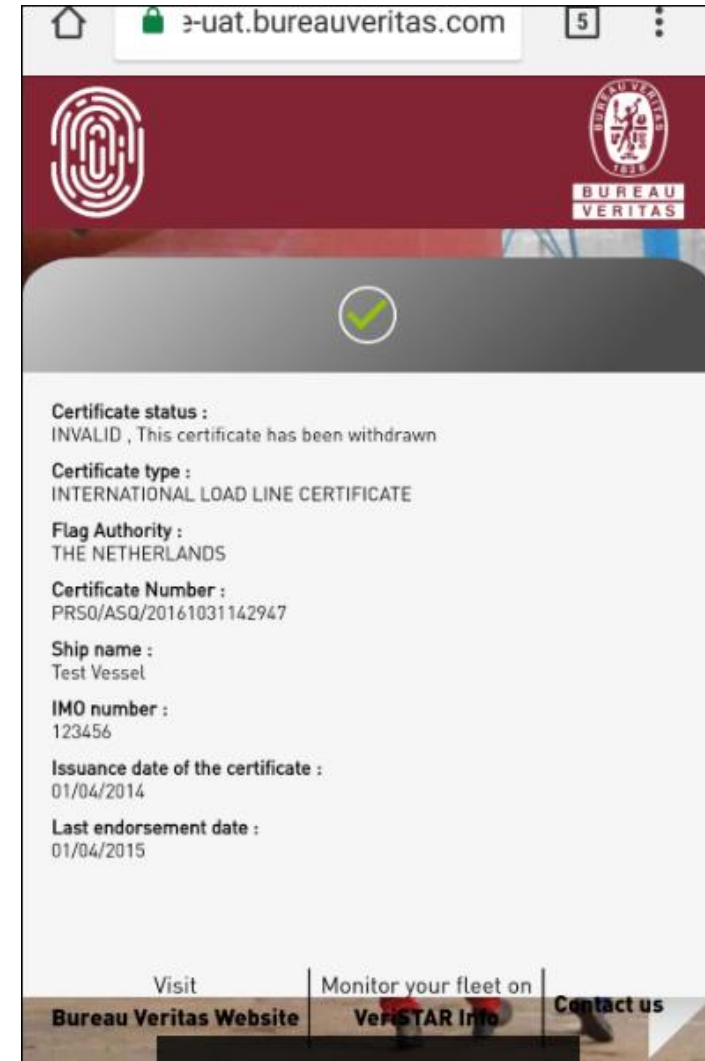 e-uat.bureauveritas.com
5
BUREAU VERITAS
1828
BUREAU
VERITAS
Certificate status :
INVALID , This certificate has been withdrawn
Certificate type :
INTERNATIONAL LOAD LINE CERTIFICATE
Flag Authority :
THE NETHERLANDS
Certificate Number :
PRS0/ASQ/20161031142947
Ship name :
Test Vessel
IMO number :
123456
Issuance date of the certificate :
01/04/2014
Last endorsement date :
01/04/2015
Visit
Bureau Veritas Website
Monitor your fleet on
VeriSTAR Info
Contact us